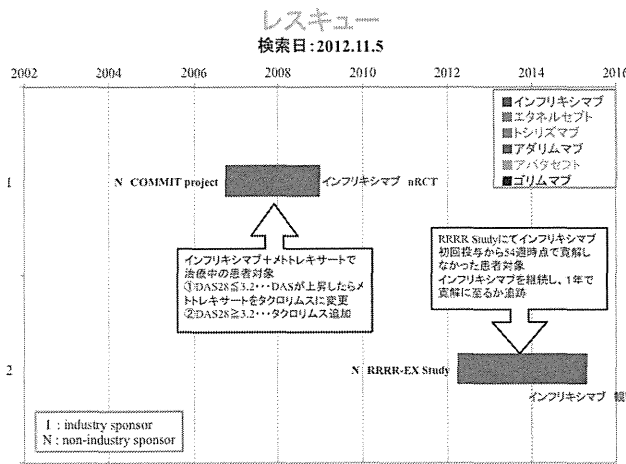 レスキュー
検索日:2012.11.5
2002 2004 2006 2008 2010 2012 2014 2016
■インフリキシマブ
■エタネルセプト
■トシリズマブ
■アダリムマブ
■アバタセプト
■ゴリムマブ
1 N COMMIT project インフリキシマブ nRCT
インフリキシマブ+メトトレキサートで
治療中の患者対象
①DAS28≦3.2・・・DASが上昇したらメ
トトレキサートをタクロリムスに変更
②DAS28≧3.2・・・タクロリムス追加
RRRR Studyにてインフリキシマブ
初回投与から54週時点で寛解し
なかった患者対象
インフリキシマブを継続し、1年で
寛解に至るか追跡
2 N RRRR-EX Study
インフリキシマブ
I : industry sponsor
N : non-industry sponsor